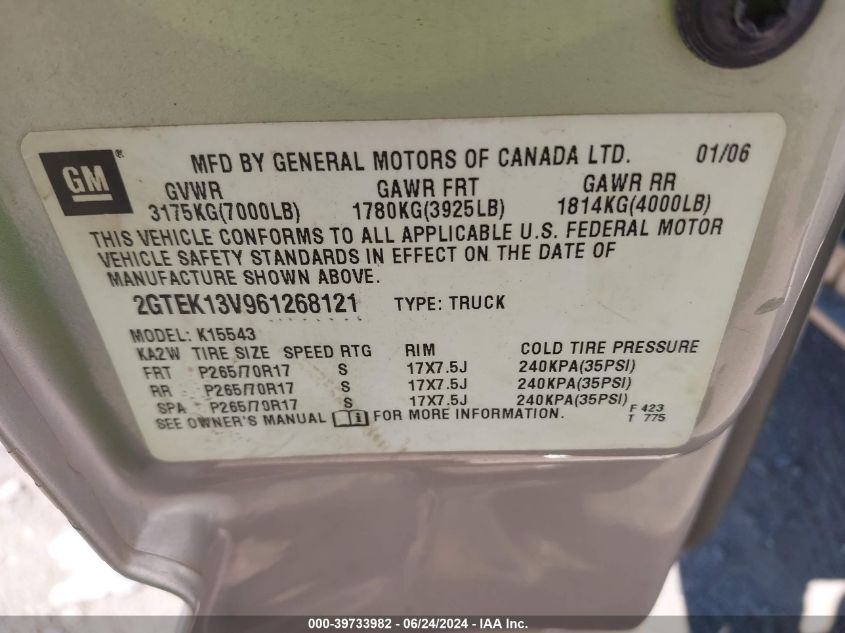 GM ® MFD BY GENERAL MOTORS OF CANADA LTD. 01/06
GVWR GAWR FRT GAWR RR
3175KG(7000LB) 1780KG(3925LB) 1814KG(4000LB)
THIS VEHICLE CONFORMS TO ALL APPLICABLE U.S. FEDERAL MOTOR
VEHICLE SAFETY STANDARDS IN EFFECT ON THE DATE OF
MANUFACTURE SHOWN ABOVE.
2GTEK13V961268121 TYPE: TRUCK
MODEL: K15543
KA2W TIRE SIZE SPEED RTG RIM COLD TIRE PRESSURE
FRT P265/70R17 S 17X7.5J 240KPA(35PSI)
RR P265/70R17 S 17X7.5J 240KPA(35PSI)
SPA P265/70R17 S 17X7.5J 240KPA(35PSI)
SEE OWNER'S MANUAL FOR MORE INFORMATION. F 423
T 775
000-39733982 / 06/24/2024 - IAA Inc.